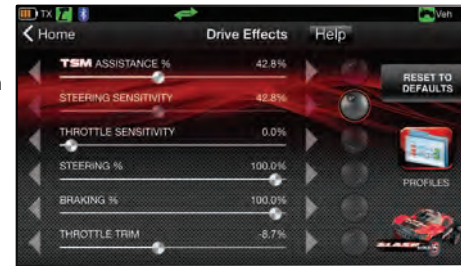 TX Veh
Home Drive Effects Help
TSM ASSISTANCE % 42.8%
STEERING SENSITIVITY 42.8%
THROTTLE SENSITIVITY 0.0%
STEERING % 100.0%
BRAKING % 100.0%
THROTTLE TRIM -8.7%
RESET TO
DEFAULTS
PROFILES
SLASH